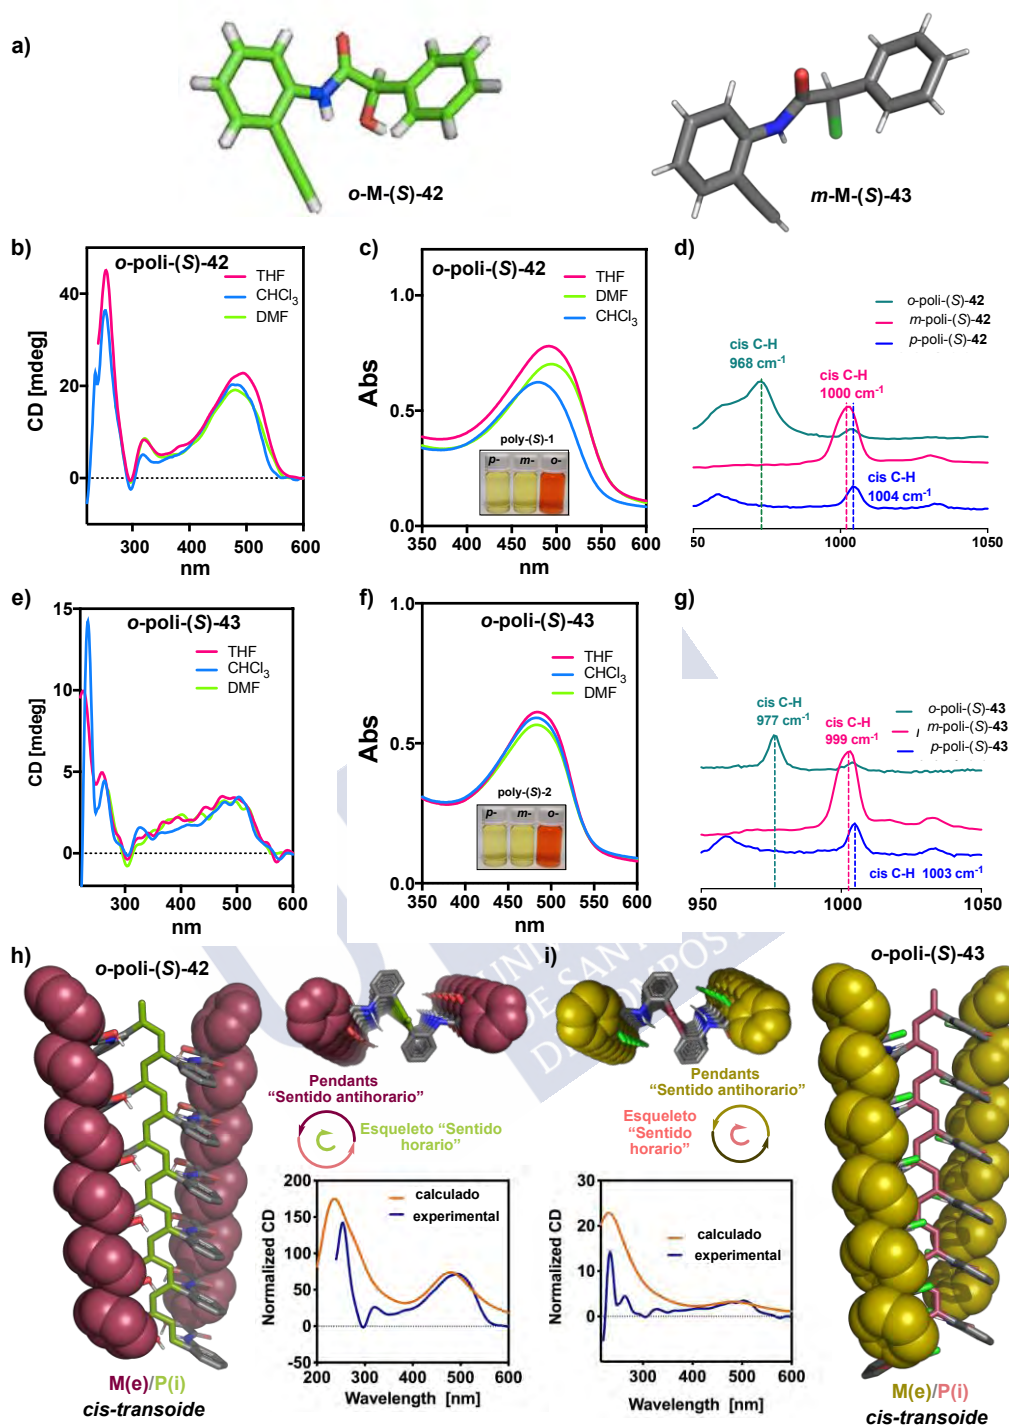 a)
o-M-(S)-42
m-M-(S)-43
b)
o-poli-(S)-42
THF
CHCl3
DMF
CD [mdeg]
40
20
0
300
400
500
600
nm
c)
o-poli-(S)-42
THF
DMF
CHCl3
Abs
1.0
0.5
0.0
poly-(S)-1
p-
m-
o-
350
400
450
500
550
600
nm
d)
o-poli-(S)-42
m-poli-(S)-42
p-poli-(S)-42
cis C-H
968 cm-1
cis C-H
1000 cm-1
cis C-H
1004 cm-1
50
1000
1050
e)
o-poli-(S)-43
THF
CHCl3
DMF
CD [mdeg]
15
10
5
0
200
300
400
500
600
nm
f)
o-poli-(S)-43
THF
CHCl3
DMF
Abs
1.0
0.5
0.0
poly-(S)-2
p-
m-
o-
350
400
450
500
550
600
nm
g)
o-poli-(S)-43
m-poli-(S)-43
p-poli-(S)-43
cis C-H
977 cm-1
cis C-H
999 cm-1
cis C-H 1003 cm-1
950
1000
1050
h)
o-poli-(S)-42
Pendants
“Sentido antihorario”
Esqueleto “Sentido
horario”
200
150
100
50
0
-50
calculado
experimental
Normalized CD
200
300
400
500
600
Wavelength [nm]
M(e)/P(i)
cis-transoide
i)
o-poli-(S)-43
UNI
DE SANT
DE COMPOST
Pendants “Sentido antihorario”
Esqueleto
“Sentido
horario”
30
20
10
0
calculado
experimental
Normalized CD
300
400
500
600
Wavelength [nm]
M(e)/P(i)
cis-transoide